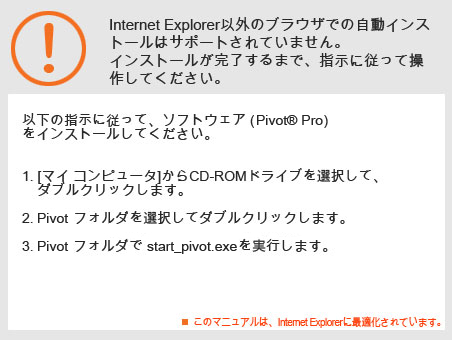 Internet Explorer以外のブラウザでの自動インス
トールはサポートされていません。
インストールが完了するまで、指示に従って操
作してください。
以下の指示に従って、ソフトウェア (Pivot® Pro)
をインストールしてください。
1. [マイ コンピュータ]からCD-ROMドライブを選択して、
ダブルクリックします。
2. Pivot フォルダを選択してダブルクリックします。
3. Pivot フォルダで start_pivot.exeを実行します。
■ このマニュアルは、Internet Explorerに最適化されています。